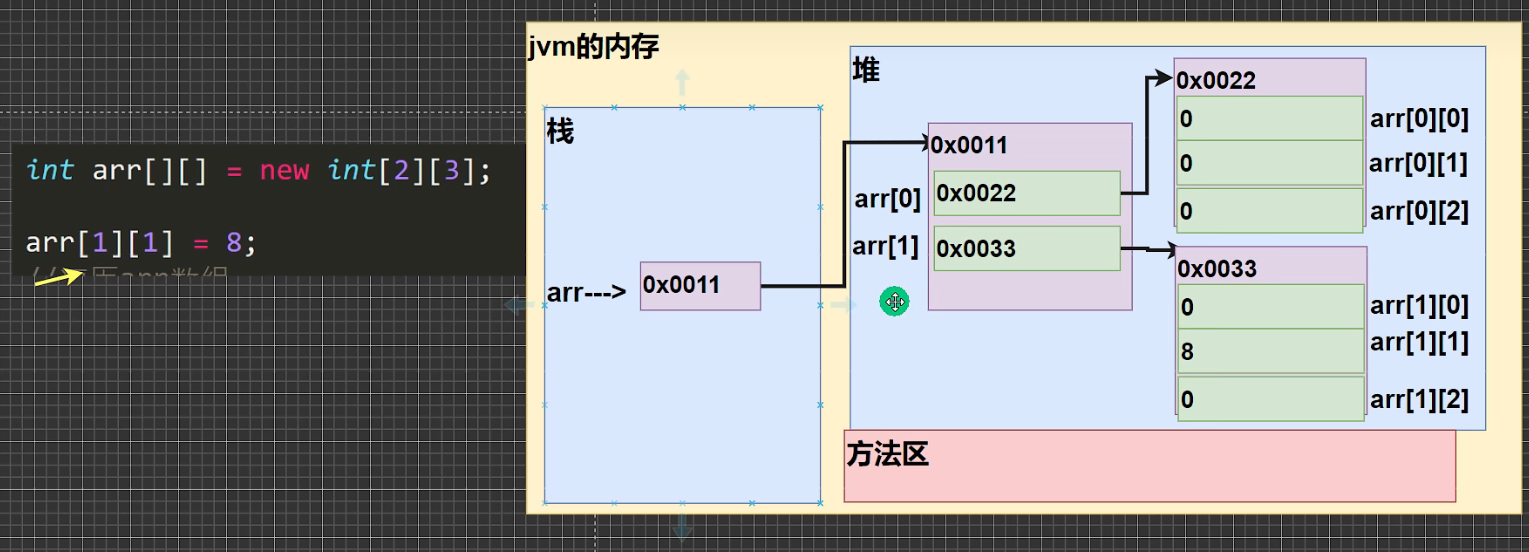 int arr[][] = new int[2][3];
arr[1][1] = 8;
jvm的内存
栈
arr--->
0x0011
堆
0x0011
arr[0]
0x0022
arr[1]
0x0033
0x0022
0
arr[0][0]
0
arr[0][1]
0
arr[0][2]
0x0033
0
arr[1][0]
8
arr[1][1]
0
arr[1][2]
方法区